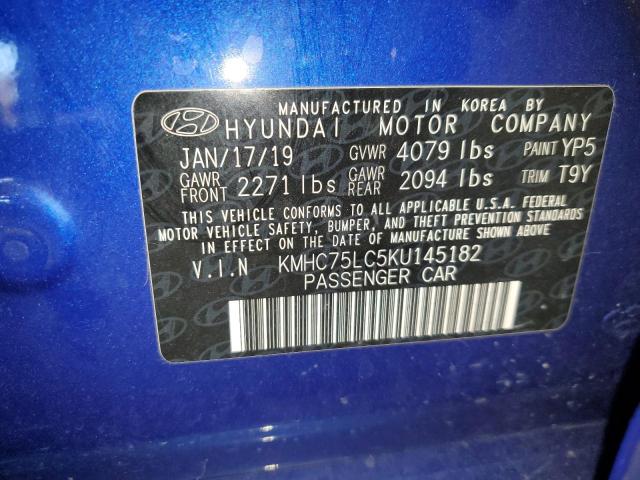 MANUFACTURED IN KOREA BY
HYUNDAI MOTOR COMPANY
JAN/17/19 GVWR 4079 lbs PAINT YP5
GAWR FRONT 2271 lbs GAWR REAR 2094 lbs TRIM T9Y
THIS VEHICLE CONFORMS TO ALL APPLICABLE U.S.A. FEDERAL
MOTOR VEHICLE SAFETY, BUMPER, AND THEFT PREVENTION STANDARDS
IN EFFECT ON THE DATE OF MANUFACTURE SHOWN ABOVE
V.I.N KMHC75LC5KU145182
PASSENGER CAR